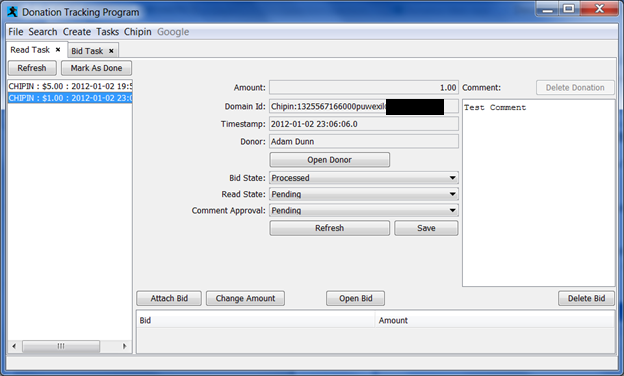 Donation Tracking Program
File Search Create Tasks Chipin Google
Read Task × Bid Task ×
Refresh Mark As Done
CHIPIN : $5.00 : 2012-01-02 19:5
CHIPIN : $1.00 : 2012-01-02 23:0
Amount: 1.00 Comment: Delete Donation
Domain Id: Chipin:1325567166000puwexil
Test Comment
Timestamp: 2012-01-02 23:06:06.0
Donor: Adam Dunn
Open Donor
Bid State: Processed
Read State: Pending
Comment Approval: Pending
Refresh Save
Attach Bid Change Amount Open Bid Delete Bid
Bid Amount